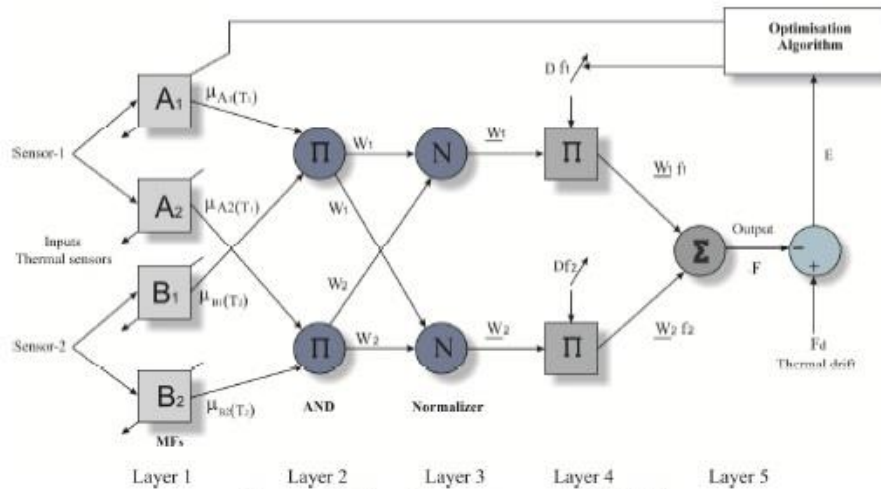 Optimisation
Algorithm
D f1
A1
μA1(T1)
Sensor-1
Π
W1
N
W1
Π
E
W1 f1
A2
μA2(T1)
W1
Output
Inputs
Thermal sensors
Σ
F
−
+
B1
μB1(T2)
W2
Df2
Sensor-2
Π
W2
N
W2
Π
W2 f2
Fd
Thermal drift
B2
μB2(T2)
AND
Normalizer
MFs
Layer 1
Layer 2
Layer 3
Layer 4
Layer 5